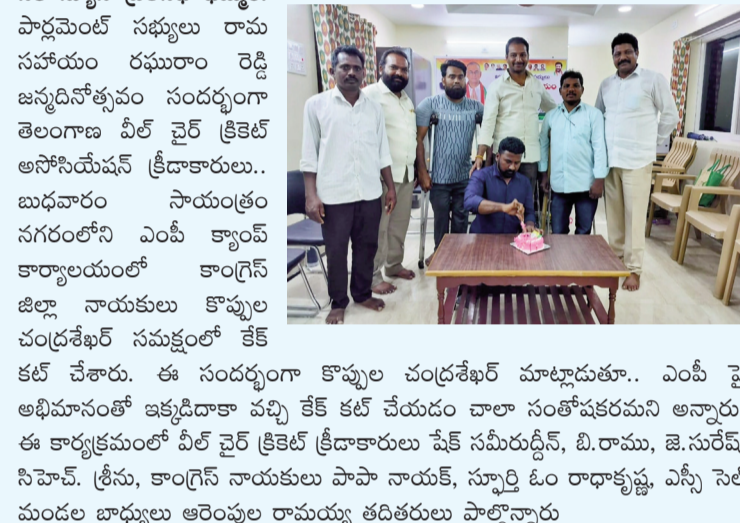 పార్లమెంట్ సభ్యులు రామ
సహాయం రఘురాం రెడ్డి
జన్మదినోత్సవం సందర్భంగా
తెలంగాణ వీల్ చైర్ క్రికెట్
అసోసియేషన్ క్రీడాకారులు..
బుధవారం సాయంత్రం
నగరంలోని ఎంపీ క్యాంప్
కార్యాలయంలో కాంగ్రెస్
జిల్లా నాయకులు కొప్పుల
చంద్రశేఖర్ సమక్షంలో కేక్
కట్ చేశారు. ఈ సందర్భంగా కొప్పుల చంద్రశేఖర్ మాట్లాడుతూ.. ఎంపీ పై
అభిమానంతో ఇక్కడిదాకా వచ్చి కేక్ కట్ చేయడం చాలా సంతోషకరమని అన్నారు
ఈ కార్యక్రమంలో వీల్ చైర్ క్రికెట్ క్రీడాకారులు షేక్ సమీరుద్దీన్, బి.రాము, జె.సురేష్
సిహెచ్. శ్రీను, కాంగ్రెస్ నాయకులు పాపా నాయక్, స్ఫూర్తి ఓం రాధాకృష్ణ, ఎస్సీ సెల్
మండల బాధ్యులు ఆరెంపుల రామయ్య తదితరులు పాల్గొన్నారు